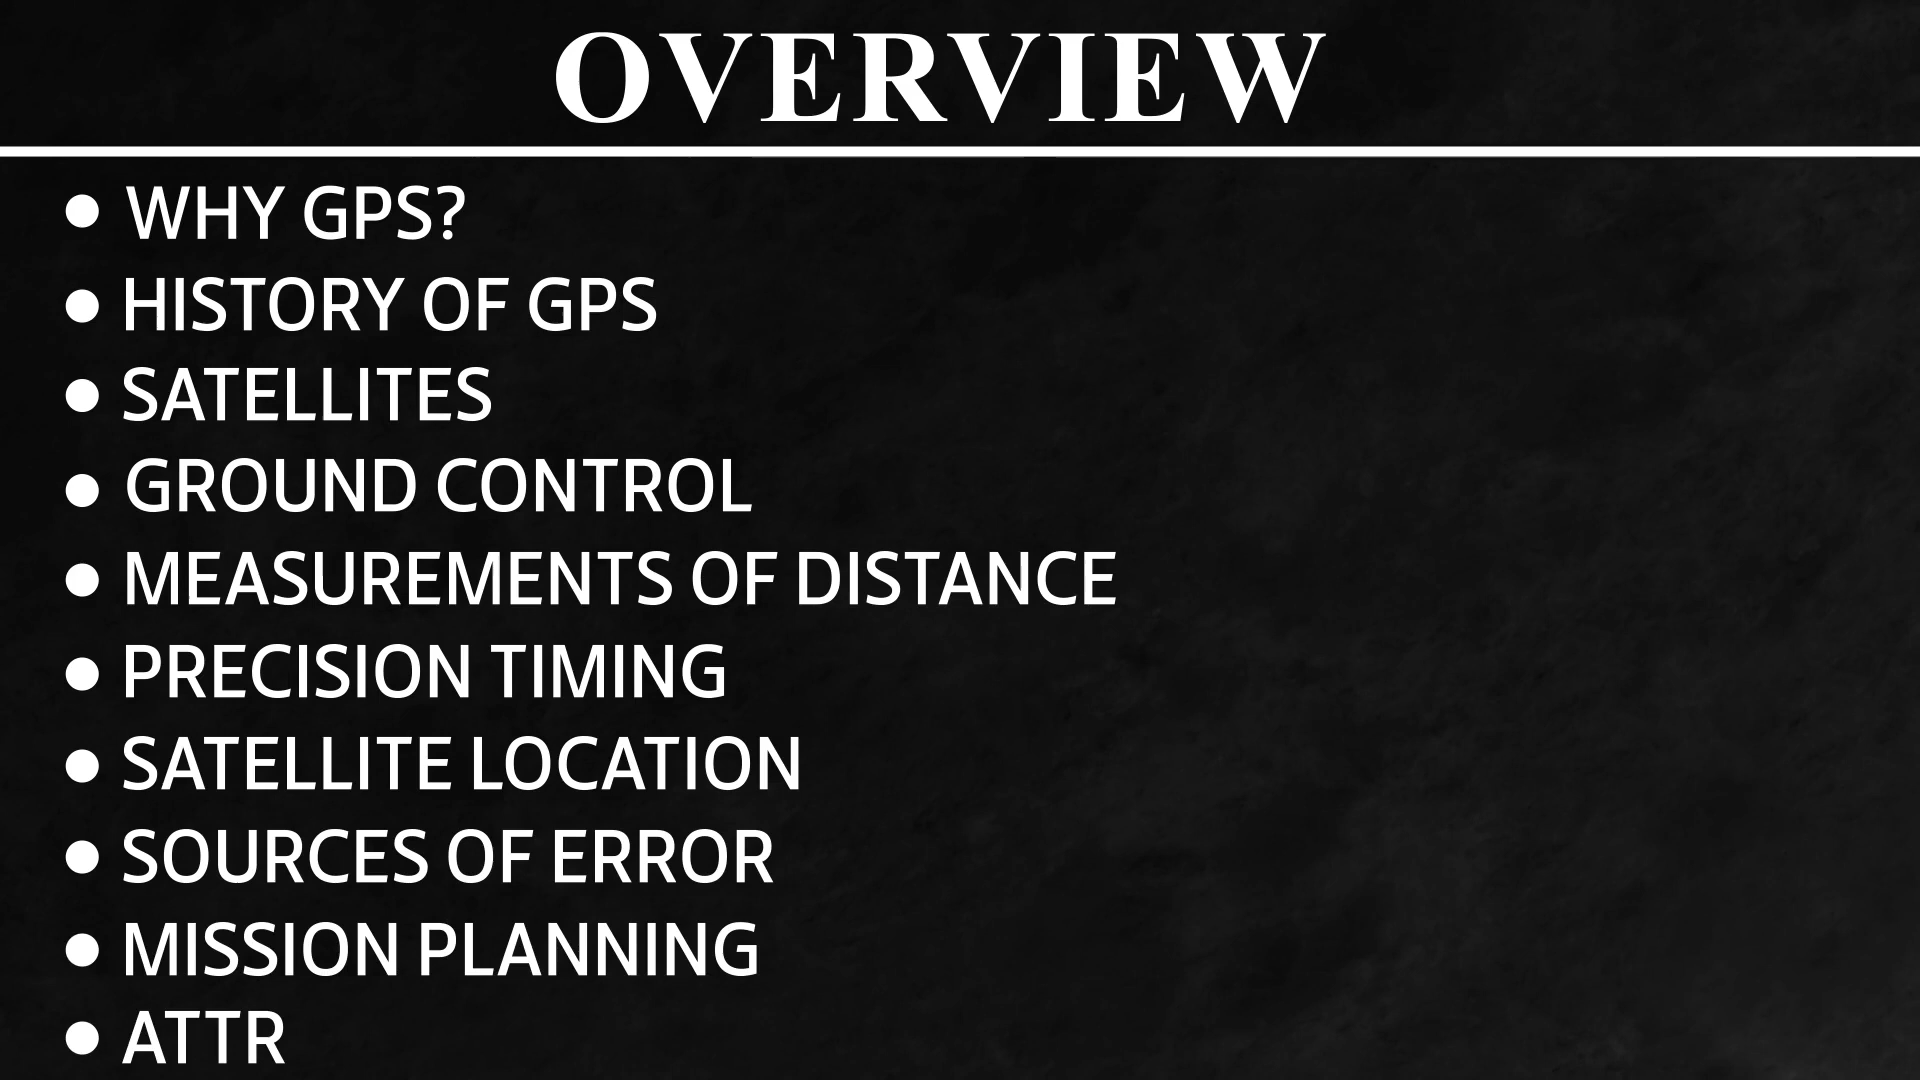 OVERVIEW
• WHY GPS?
• HISTORY OF GPS
• SATELLITES
• GROUND CONTROL
• MEASUREMENTS OF DISTANCE
• PRECISION TIMING
• SATELLITE LOCATION
• SOURCES OF ERROR
• MISSION PLANNING
• ATTR